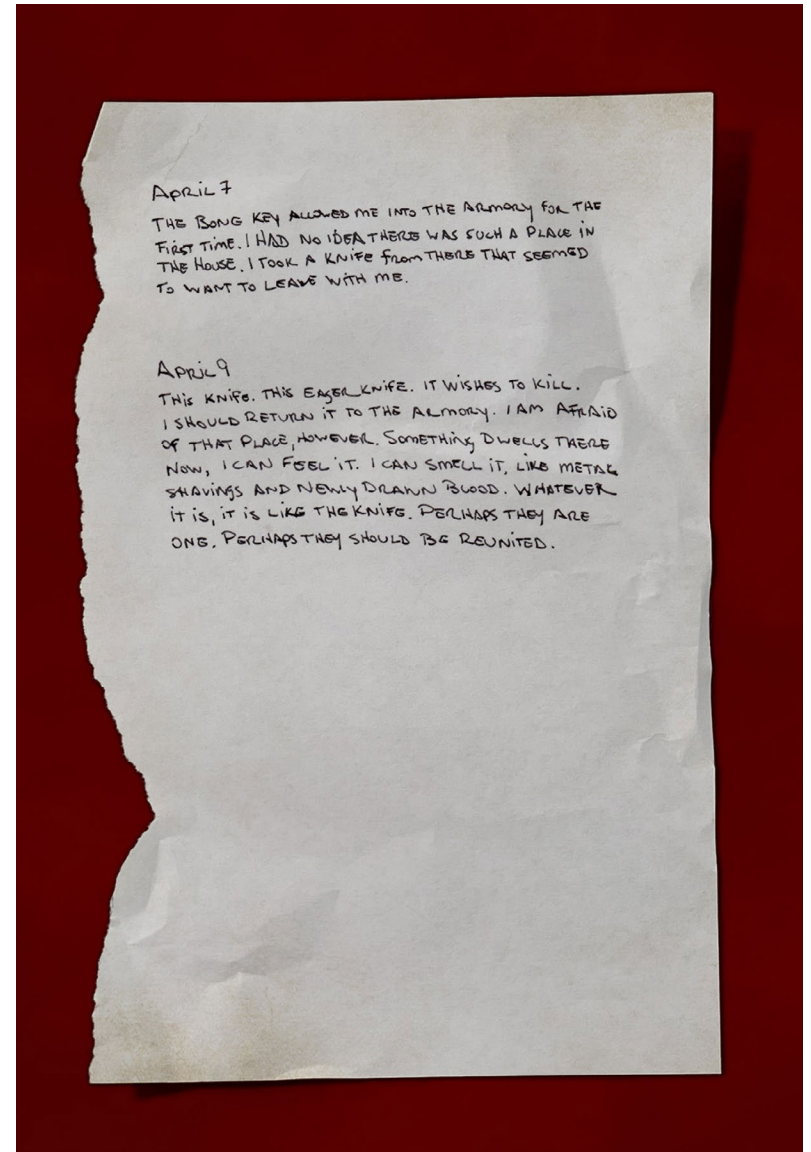 April 7
THE BONE KEY ALLOWED ME INTO THE ARMORY FOR THE
FIRST TIME. I HAD NO IDEA THERE WAS SUCH A PLACE IN
THE HOUSE. I TOOK A KNIFE FROM THERE THAT SEEMED
TO WANT TO LEAVE WITH ME.
April 9
THIS KNIFE. THIS EAGER KNIFE. IT WISHES TO KILL.
I SHOULD RETURN IT TO THE ARMORY. I AM AFRAID
OF THAT PLACE, HOWEVER. SOMETHING DWELLS THERE
NOW, I CAN FEEL IT. I CAN SMELL IT, LIKE METAL
SHAVINGS AND NEWLY DRAWN BLOOD. WHATEVER
IT IS, IT IS LIKE THE KNIFE. PERHAPS THEY ARE
ONE. PERHAPS THEY SHOULD BE REUNITED.